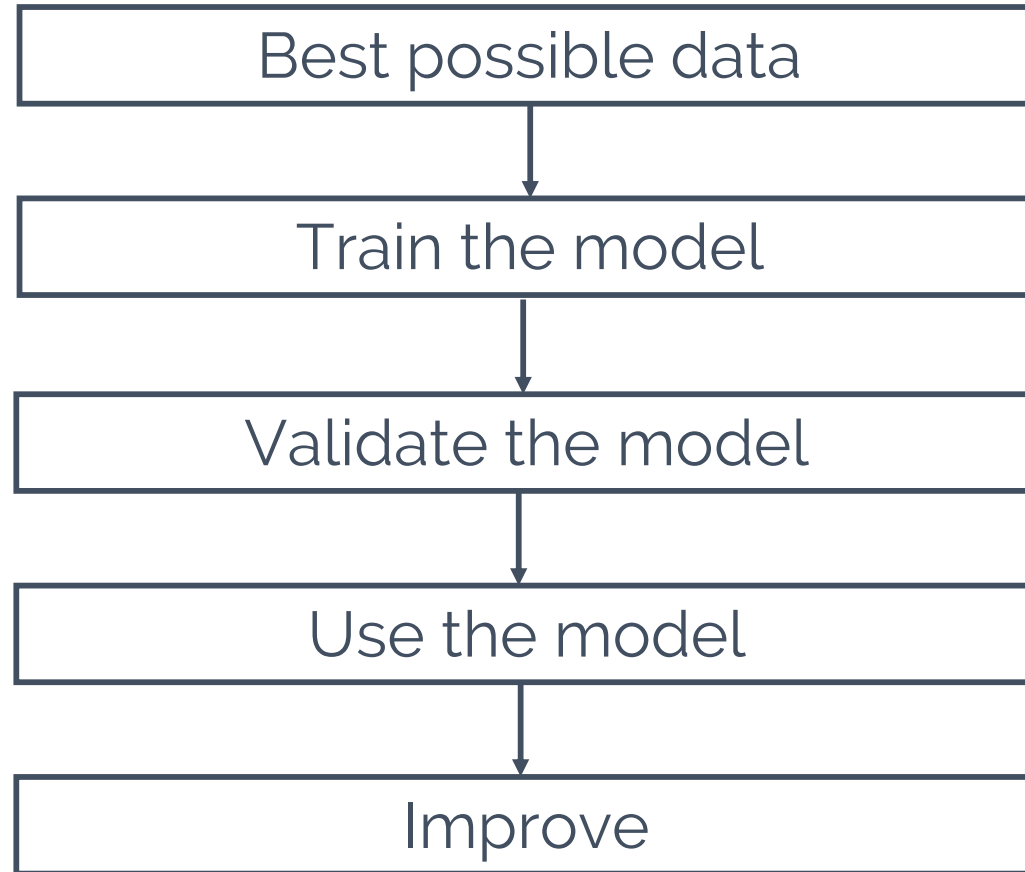 Best possible data
Train the model
Validate the model
Use the model
Improve